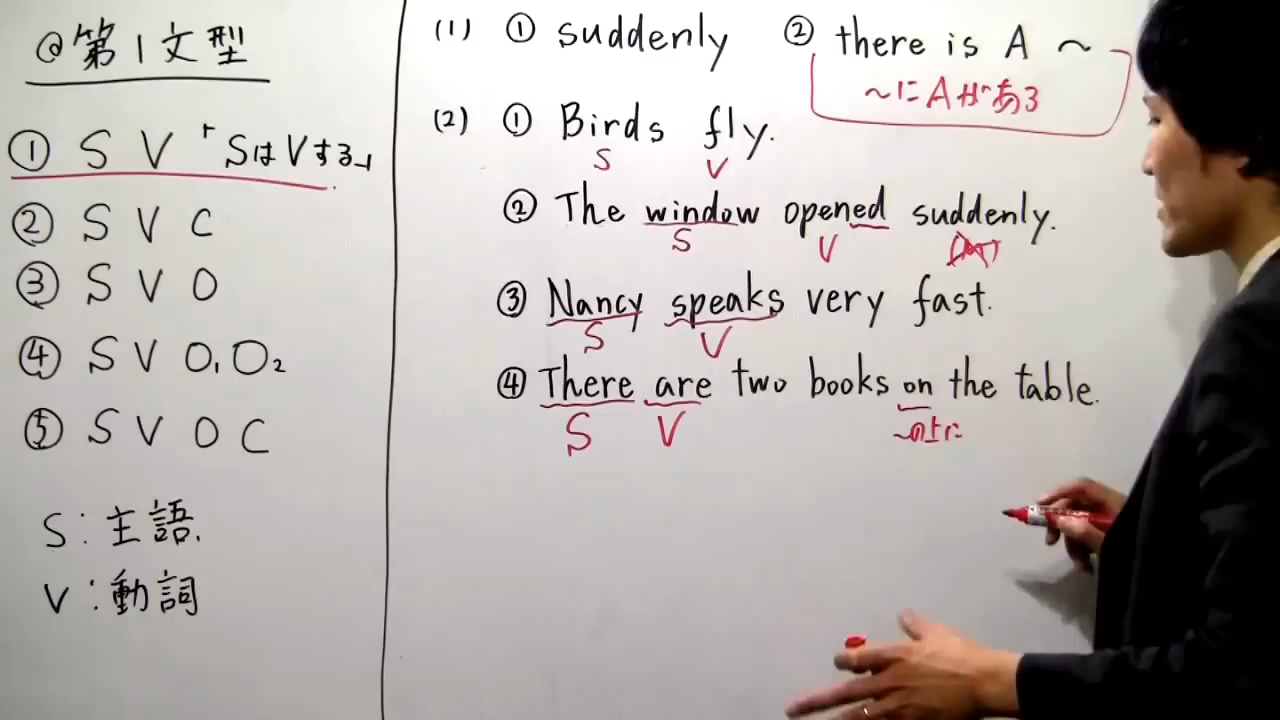 @第1文型
① S V 「SはVする」
② S V C
③ S V O
④ S V O₁ O₂
⑤ S V O C
S:主語.
V:動詞
(1) ① suddenly ② there is A ~
~にAがある
(2) ① Birds fly.
S V
② The window opened suddenly.
S V
③ Nancy speaks very fast.
S V
④ There are two books on the table.
S V ~の上に